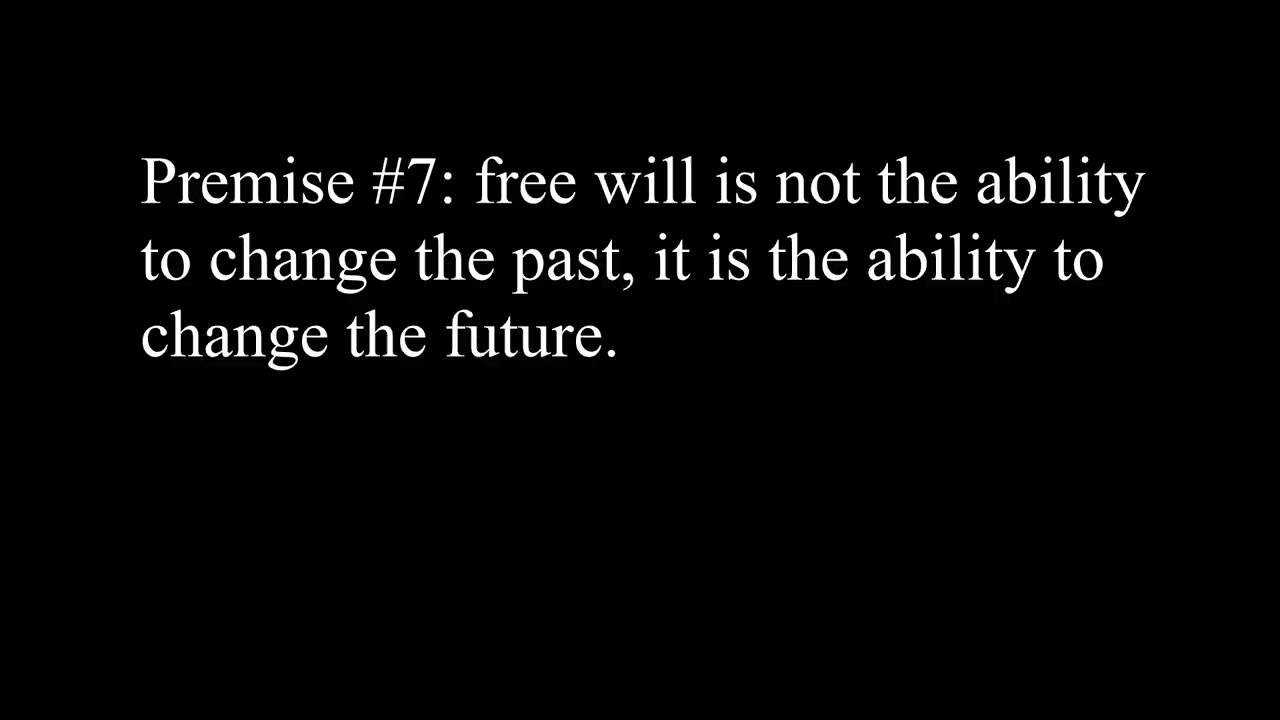 Premise #7: free will is not the ability
to change the past, it is the ability to
change the future.